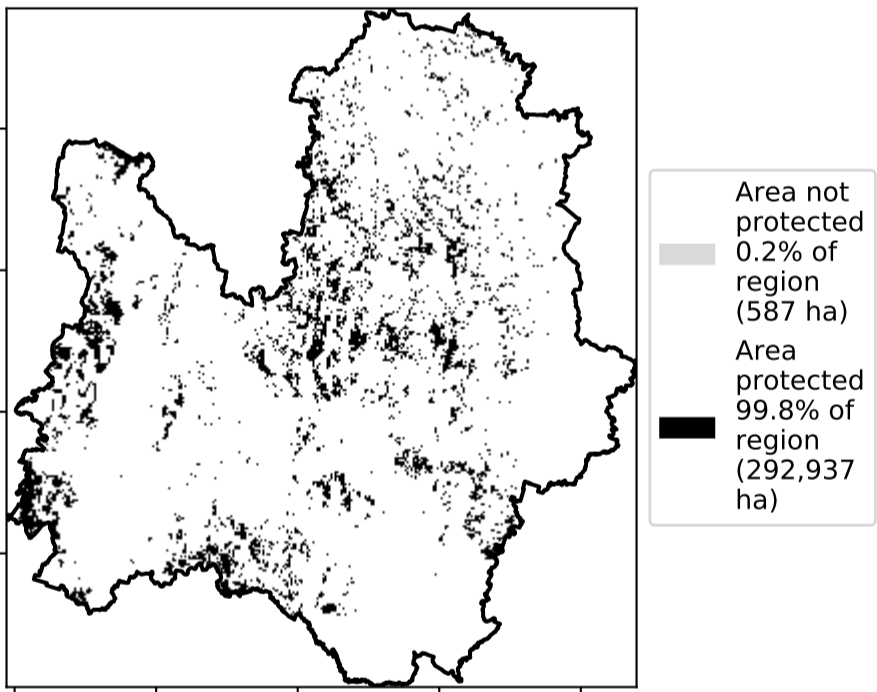 Area not
protected
0.2% of
region
(587 ha)
Area
protected
99.8% of
region
(292,937
ha)